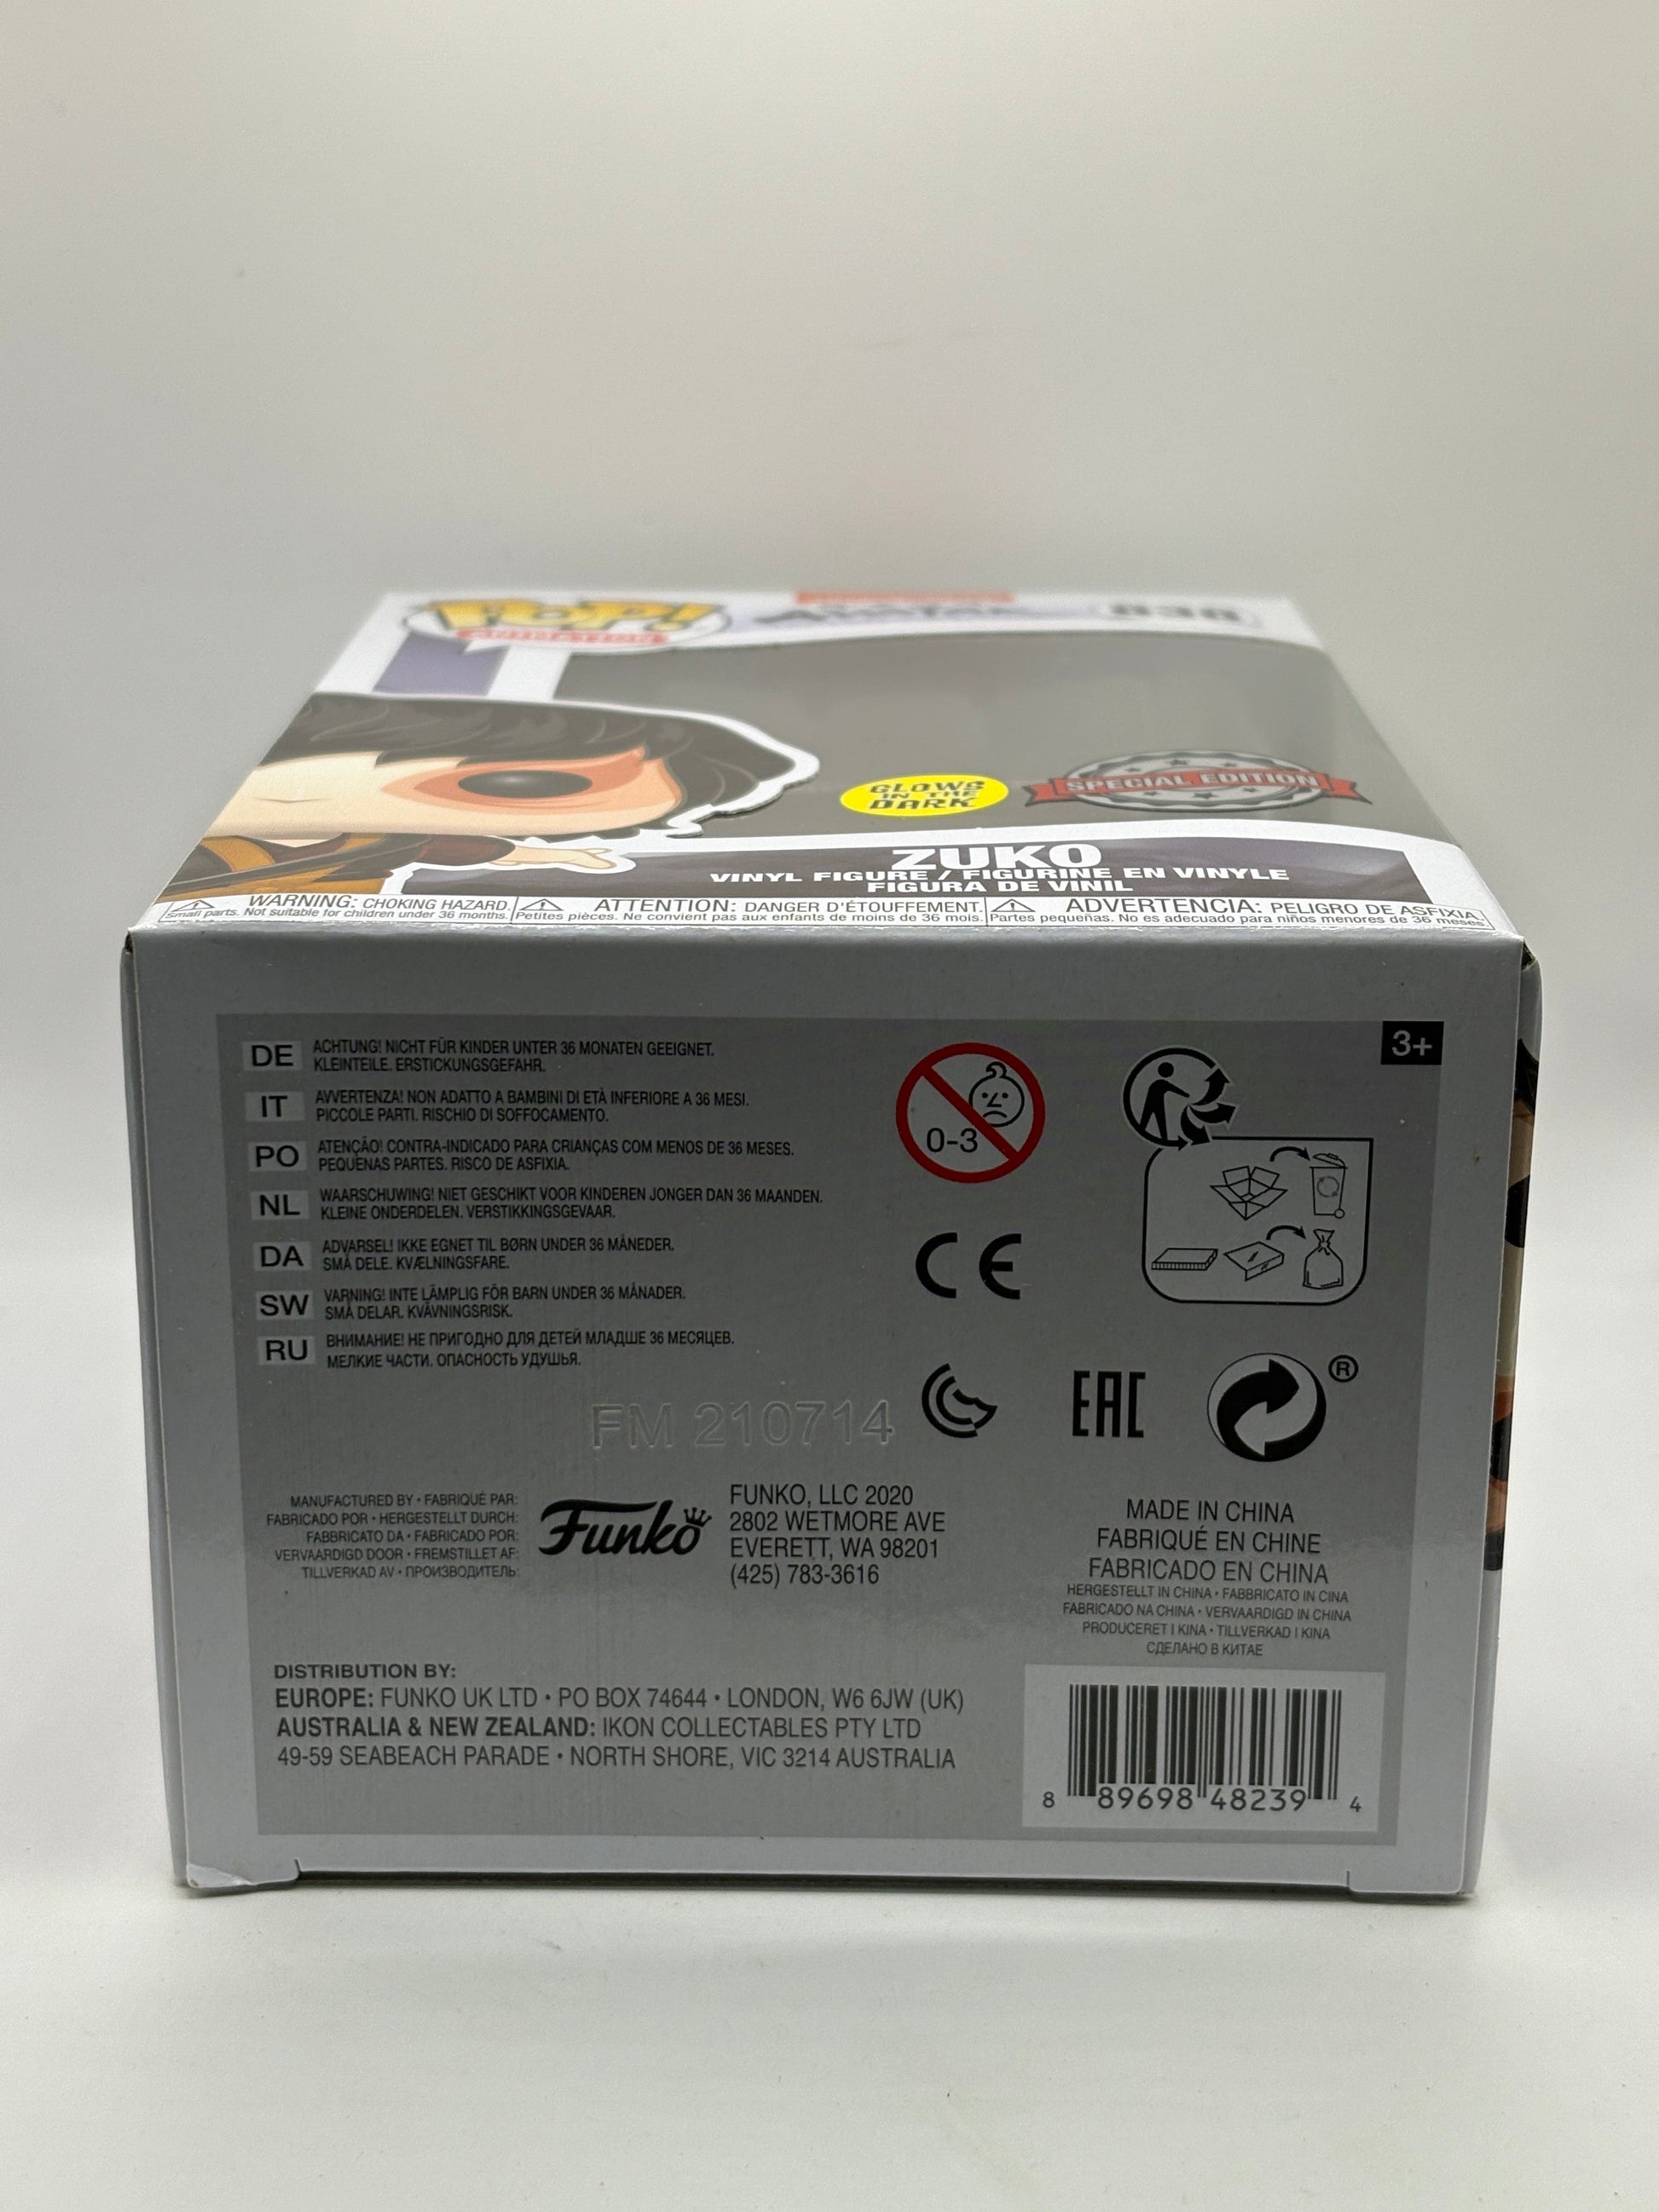 POP!
ANIMATION
AVATAR
838
GLOWS
IN THE
DARK
SPECIAL EDITION
ZUKO
VINYL FIGURE / FIGURINE EN VINYLE
FIGURA DE VINIL
WARNING: CHOKING HAZARD.
Small parts. Not suitable for children under 36 months.
ATTENTION: DANGER D'ÉTOUFFEMENT.
Petites pièces. Ne convient pas aux enfants de moins de 36 mois.
ADVERTENCIA: PELIGRO DE ASFIXIA.
Partes pequeñas. No es adecuado para niños menores de 36 meses.
3+
DE ACHTUNG! NICHT FÜR KINDER UNTER 36 MONATEN GEEIGNET.
KLEINTEILE. ERSTICKUNGSGEFAHR.
IT AVVERTENZA! NON ADATTO A BAMBINI DI ETÀ INFERIORE A 36 MESI.
PICCOLE PARTI. RISCHIO DI SOFFOCAMENTO.
PO ATENÇÃO! CONTRA-INDICADO PARA CRIANÇAS COM MENOS DE 36 MESES.
PEQUENAS PARTES. RISCO DE ASFIXIA.
NL WAARSCHUWING! NIET GESCHIKT VOOR KINDEREN JONGER DAN 36 MAANDEN.
KLEINE ONDERDELEN. VERSTIKKINGSGEVAAR.
DA ADVARSEL! IKKE EGNET TIL BØRN UNDER 36 MÅNEDER.
SMÅ DELE. KVÆLNINGSFARE.
SW VARNING! INTE LÄMPLIG FÖR BARN UNDER 36 MÅNADER.
SMÅ DELAR. KVÄVNINGSRISK.
RU ВНИМАНИЕ! НЕ ПРИГОДНО ДЛЯ ДЕТЕЙ МЛАДШЕ 36 МЕСЯЦЕВ.
МЕЛКИЕ ЧАСТИ. ОПАСНОСТЬ УДУШЬЯ.
0-3
CE
EAC
®
FM 210714
MANUFACTURED BY • FABRIQUÉ PAR:
FABRICADO POR • HERGESTELLT DURCH:
FABBRICATO DA • FABRICADO POR:
VERVAARDIGD DOOR • FREMSTILLET AF:
TILLVERKAD AV • ПРОИЗВОДИТЕЛЬ:
Funko
FUNKO, LLC 2020
2802 WETMORE AVE
EVERETT, WA 98201
(425) 783-3616
MADE IN CHINA
FABRIQUÉ EN CHINE
FABRICADO EN CHINA
HERGESTELLT IN CHINA • FABBRICATO IN CINA
FABRICADO NA CHINA • VERVAARDIGD IN CHINA
PRODUCERET I KINA • TILLVERKAD I KINA
СДЕЛАНО В КИТАЕ
DISTRIBUTION BY:
EUROPE: FUNKO UK LTD • PO BOX 74644 • LONDON, W6 6JW (UK)
AUSTRALIA & NEW ZEALAND: IKON COLLECTABLES PTY LTD
49-59 SEABEACH PARADE • NORTH SHORE, VIC 3214 AUSTRALIA
8 89698 48239 4